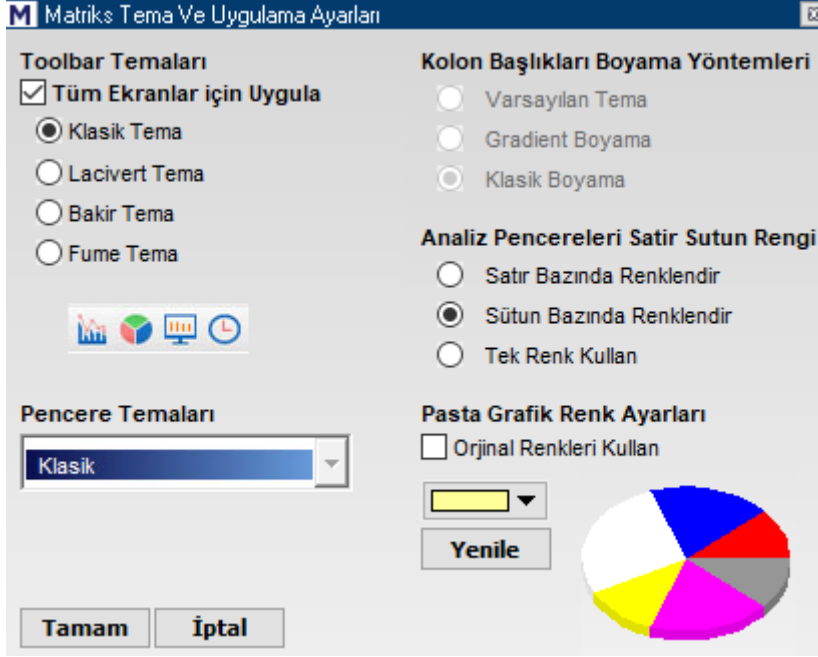 M Matriks Tema Ve Uygulama Ayarları
Toolbar Temaları
Tüm Ekranlar için Uygula
Klasik Tema
Lacivert Tema
Bakir Tema
Fume Tema
Pencere Temaları
Klasik
Tamam
İptal
Kolon Başlıkları Boyama Yöntemleri
Varsayılan Tema
Gradient Boyama
Klasik Boyama
Analiz Pencereleri Satir Sutun Rengi
Satır Bazında Renklendir
Sütun Bazında Renklendir
Tek Renk Kullan
Pasta Grafik Renk Ayarları
Orjinal Renkleri Kullan
Yenile